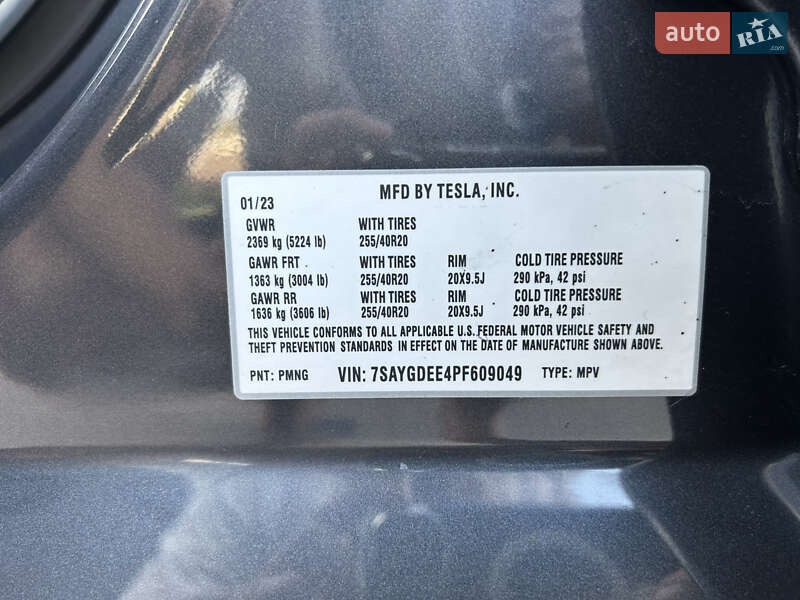 auto RIA.com
MFD BY TESLA, INC.
01/23
GVWR WITH TIRES
2369 kg (5224 lb) 255/40R20
GAWR FRT WITH TIRES RIM COLD TIRE PRESSURE
1363 kg (3004 lb) 255/40R20 20X9.5J 290 kPa, 42 psi
GAWR RR WITH TIRES RIM COLD TIRE PRESSURE
1636 kg (3606 lb) 255/40R20 20X9.5J 290 kPa, 42 psi
THIS VEHICLE CONFORMS TO ALL APPLICABLE U.S. FEDERAL MOTOR VEHICLE SAFETY AND
THEFT PREVENTION STANDARDS IN EFFECT ON THE DATE OF MANUFACTURE SHOWN ABOVE.
PNT: PMNG VIN: 7SAYGDEE4PF609049 TYPE: MPV